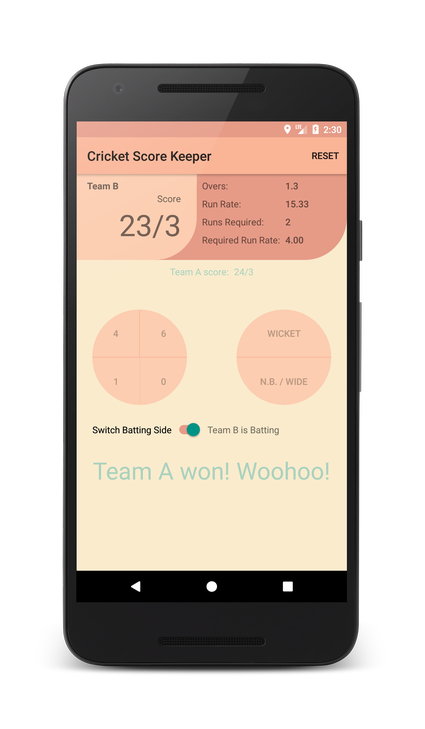 2:30
Cricket Score Keeper RESET
Team B
Score
23/3
Overs: 1.3
Run Rate: 15.33
Runs Required: 2
Required Run Rate: 4.00
Team A score: 24/3
4 6
1 0
WICKET
N.B. / WIDE
Switch Batting Side Team B is Batting
Team A won! Woohoo!